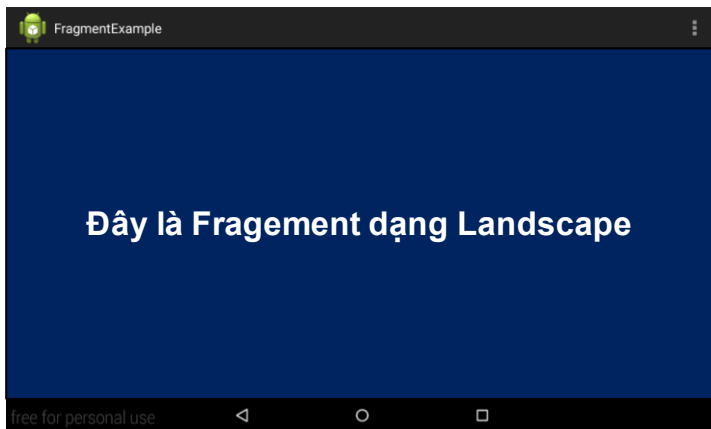 FragmentExample
Đây là Fragement dạng Landscape
free for personal use